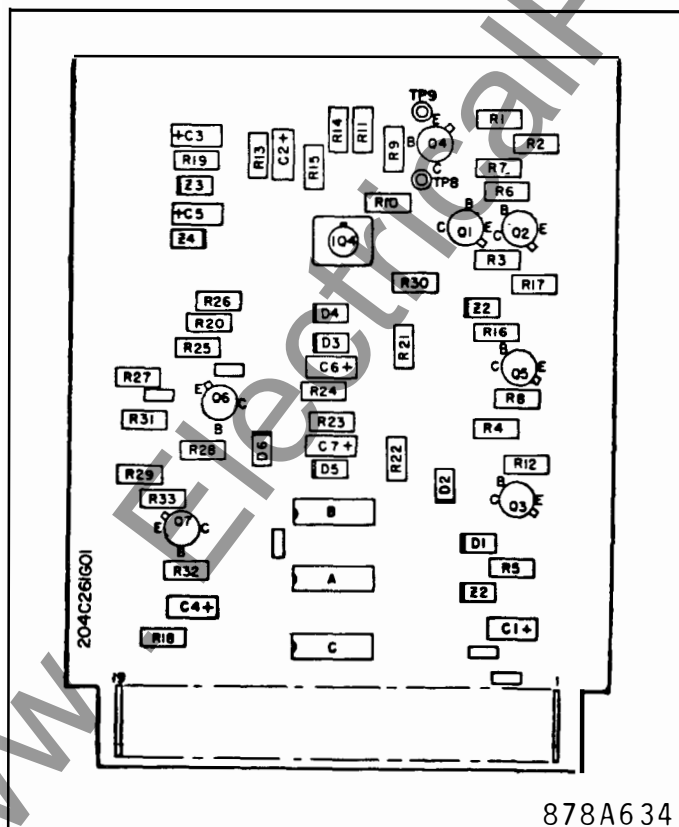 TP9
E
B
Q4
C
TP8
R1
R2
R7
R6
+C3
R19
Z3
+C5
Z4
R13
C2+
R15
R14
R11
R9
R10
IQ4
B
C
Q1
E
B
C
Q2
E
R3
R17
R30
Z2
R16
R26
R20
R25
D4
D3
C6+
R24
R21
B
C
Q5
E
R8
R27
R31
E
Q6
C
B
R28
D6
R23
C7+
D5
R22
R4
R12
D2
B
C
Q3
E
R29
R33
E
Q7
C
B
R32
B
A
C
D1
R5
Z2
C1+
C4+
R18
204C261G01
19
1
878A634
www.ElectricalP